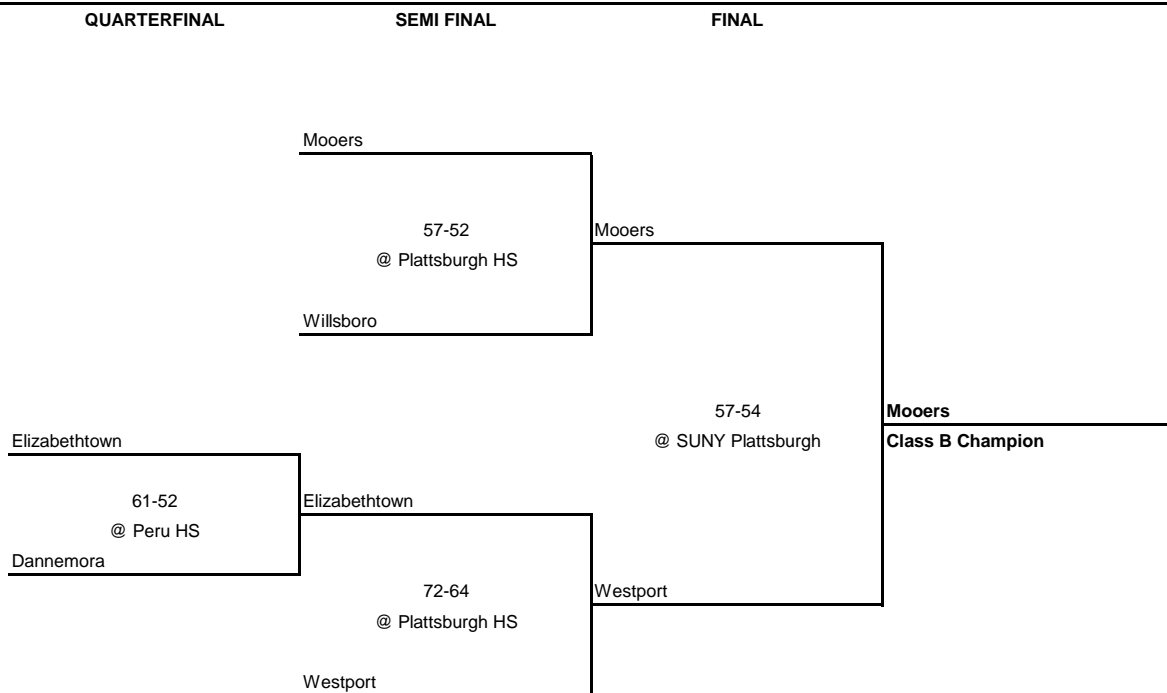 QUARTERFINAL SEMI FINAL FINAL
Mooers
57-52 Mooers
@ Plattsburgh HS
Willsboro
57-54 Mooers
Elizabethtown @ SUNY Plattsburgh Class B Champion
61-52 Elizabethtown
@ Peru HS
Dannemora
72-64 Westport
@ Plattsburgh HS
Westport